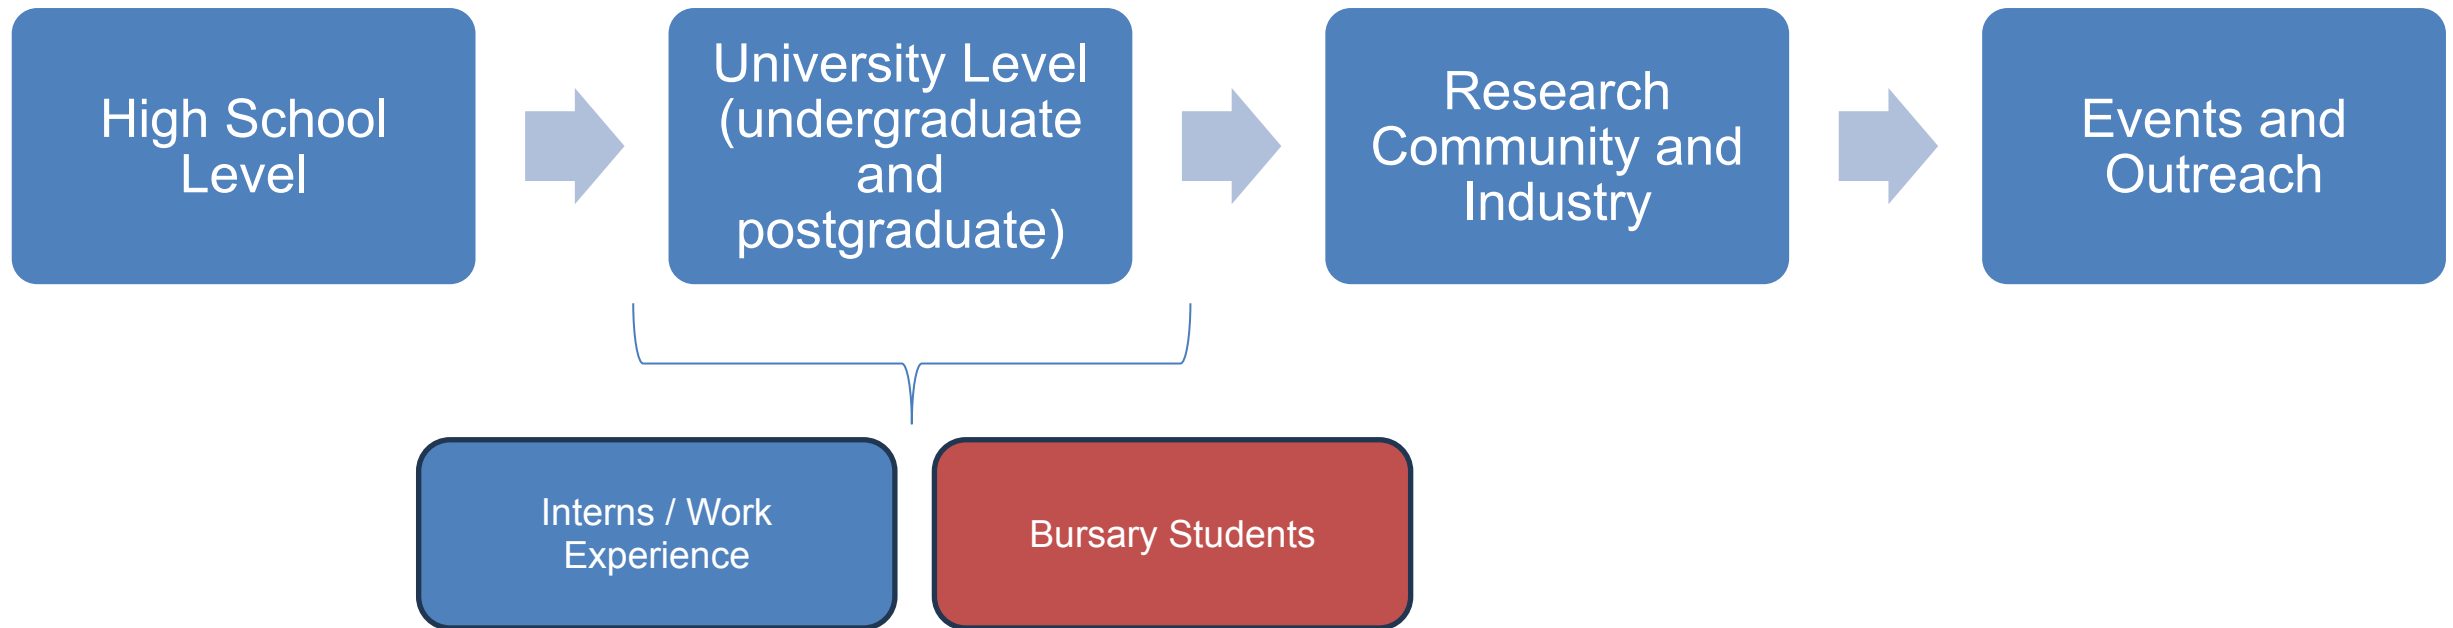 High School
Level
University Level
(undergraduate
and
postgraduate)
Research
Community and
Industry
Events and
Outreach
Interns / Work
Experience
Bursary Students